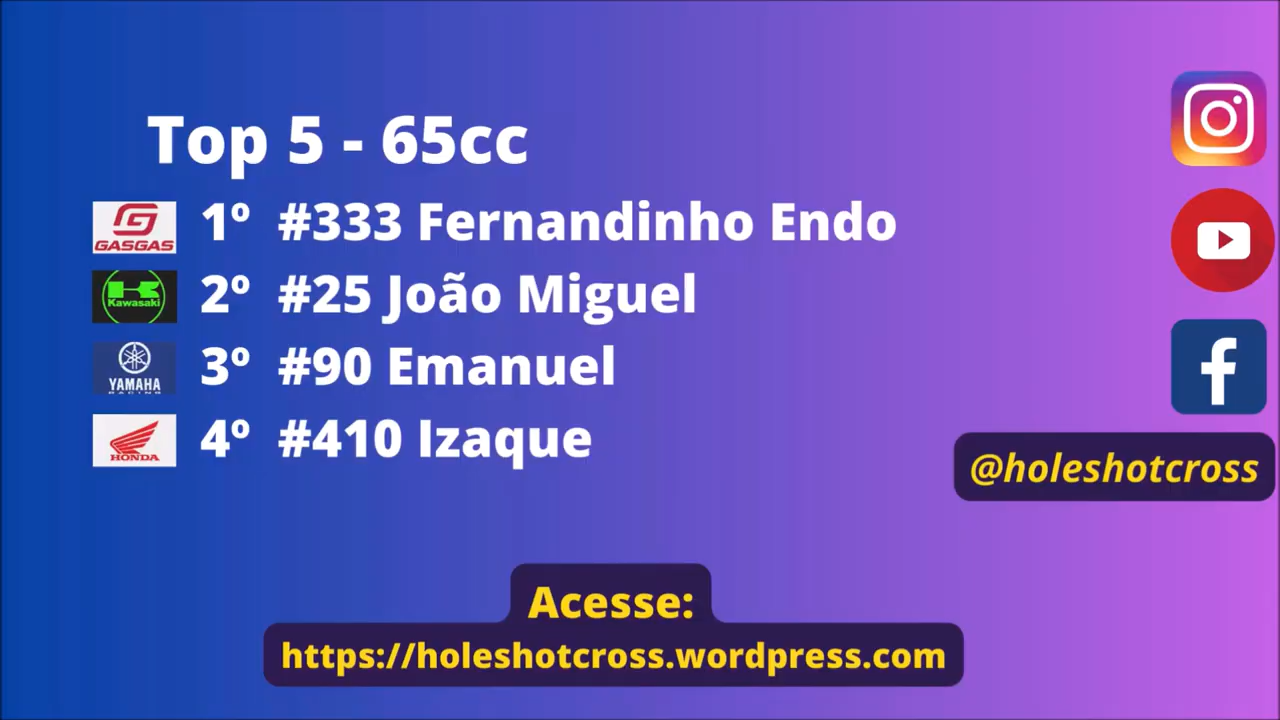 Top 5 - 65cc
GASGAS 1º #333 Fernandinho Endo
Kawasaki 2º #25 João Miguel
YAMAHA RACING 3º #90 Emanuel
HONDA 4º #410 Izaque
@holeshotcross
Acesse:
https://holeshotcross.wordpress.com